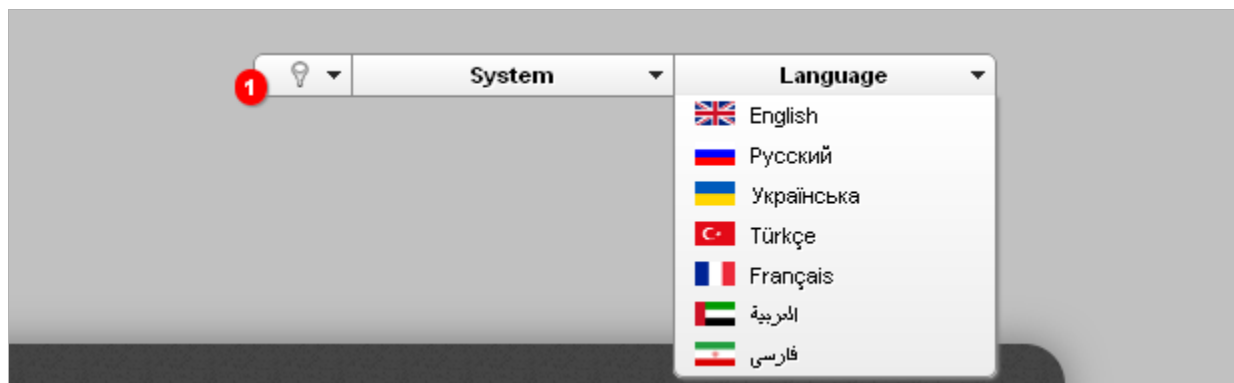 1
System
Language
English
Русский
Українська
Türkçe
Français
العربية
فارسی